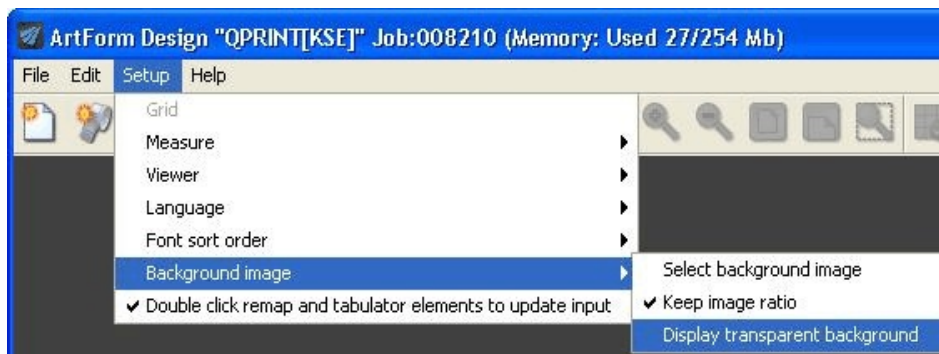 ArtForm Design "QPRINT[KSE]" Job:008210 (Memory: Used 27/254 Mb)
File Edit Setup Help
Grid
Measure
Viewer
Language
Font sort order
Background image
Double click remap and tabulator elements to update input
Select background image
Keep image ratio
Display transparent background